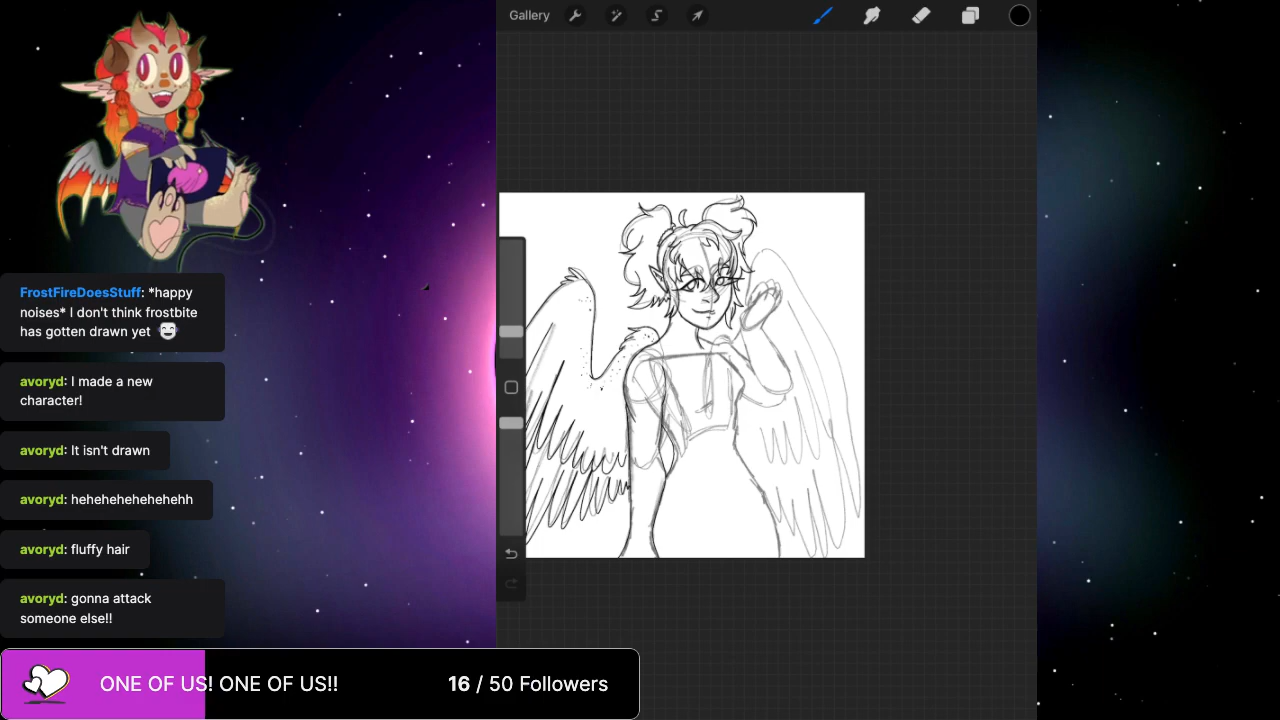 Gallery
FrostFireDoesStuff: *happy
noises* I don't think frostbite
has gotten drawn yet
avoryd: I made a new
character!
avoryd: It isn't drawn
avoryd: hehehehehehehehh
avoryd: fluffy hair
avoryd: gonna attack
someone else!!
ONE OF US! ONE OF US!!
16 / 50 Followers